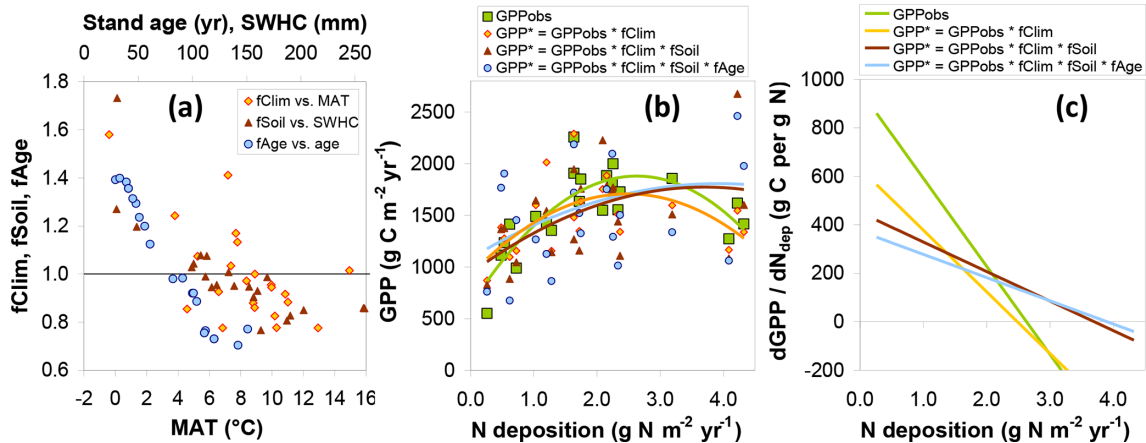 Stand age (yr), SWHC (mm)
0 50 100 150 200 250
fClim, fSoil, fAge
1.8
1.6
1.4
1.2
1.0
0.8
0.6
(a)
fClim vs. MAT
fSoil vs. SWHC
fAge vs. age
-2 0 2 4 6 8 10 12 14 16
MAT (°C)
GPPobs
GPP* = GPPobs * fClim
GPP* = GPPobs * fClim * fSoil
GPP* = GPPobs * fClim * fSoil * fAge
GPP (g C m-2 yr-1)
2500
2000
1500
1000
500
0
(b)
0.0 1.0 2.0 3.0 4.0
N deposition (g N m-2 yr-1)
GPPobs
GPP* = GPPobs * fClim
GPP* = GPPobs * fClim * fSoil
GPP* = GPPobs * fClim * fSoil * fAge
dGPP / dNdep (g C per g N)
1000
800
600
400
200
0
-200
(c)
0.0 1.0 2.0 3.0 4.0
N deposition (g N m-2 yr-1)